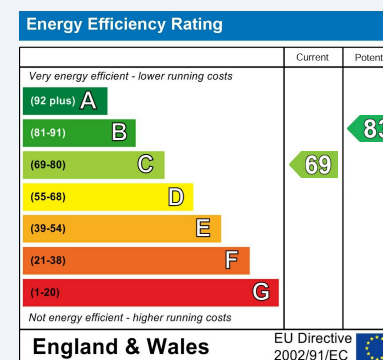 Energy Efficiency Rating
Current Potent
Very energy efficient - lower running costs
(92 plus) A
(81-91) B 83
(69-80) C 69
(55-68) D
(39-54) E
(21-38) F
(1-20) G
Not energy efficient - higher running costs
England & Wales EU Directive
2002/91/EC